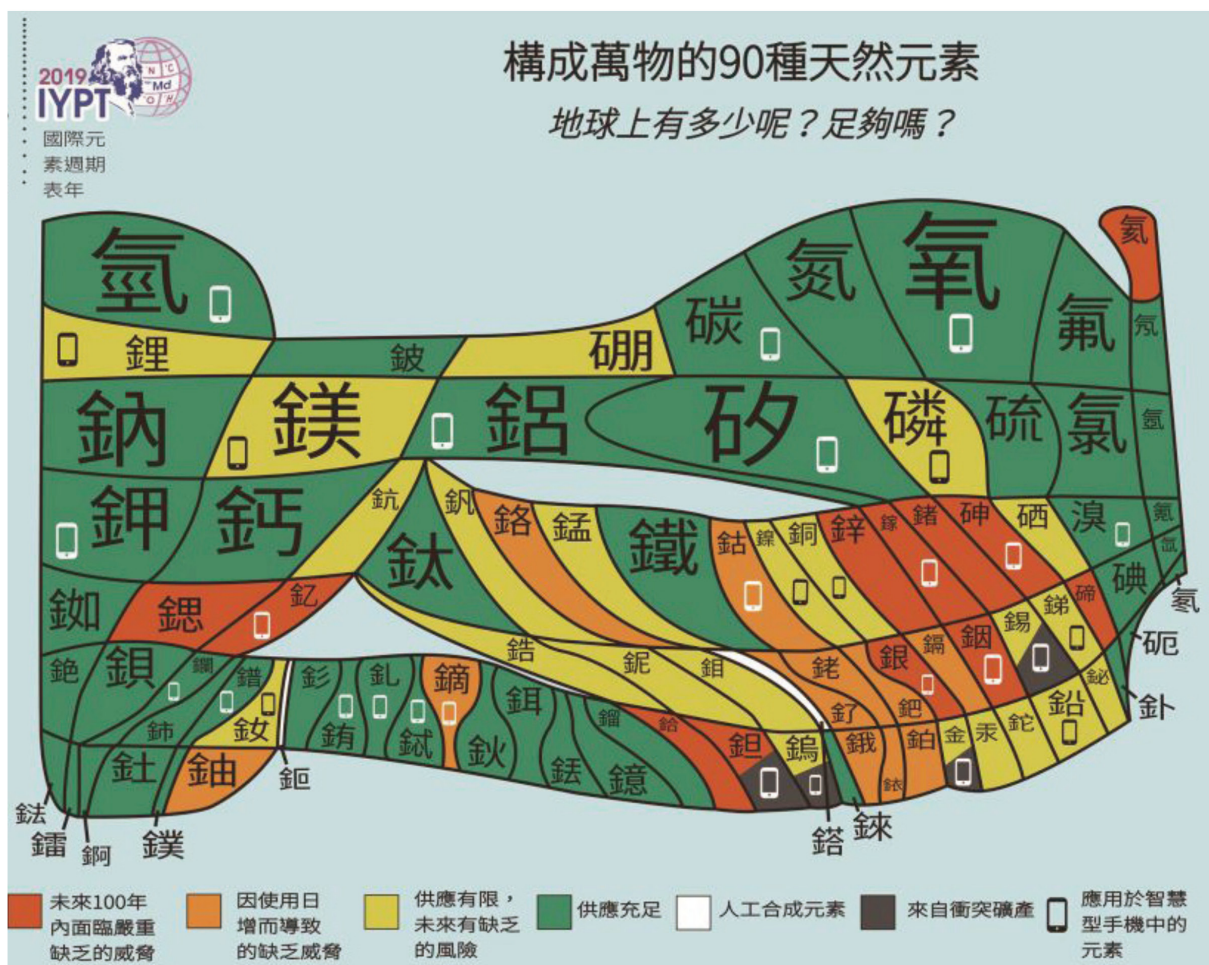 2019
IYPT
N C
Md
O H
國際元
素週期
表年
構成萬物的90種天然元素
地球上有多少呢？足夠嗎？
氫
鋰
鈹
硼
碳
氮
氧
氟
氦
氖
鈉
鎂
鋁
矽
磷
硫
氯
氬
鉀
鈣
鈧
鈦
釩
鉻
錳
鐵
鈷
鎳
銅
鋅
鎵
鍺
砷
硒
溴
氪
銣
鍶
釔
鋯
鈮
鉬
銠
銀
鎘
銦
錫
銻
碲
碘
氙
氡
砈
銫
鋇
鑭
鐠
彭
釓
鏑
鉺
鎦
鉿
釕
鈀
鉍
釙
鈰
釹
銪
鋱
鈥
銩
鐿
鉭
鎢
鋨
鉑
金
汞
鉈
鉛
銥
釷
鈾
鉕
鍅
鐳
錒
鏷
鎝
錸
未來100年
內面臨嚴重
缺乏的威脅
因使用日
增而導致
的缺乏威脅
供應有限，
未來有缺乏
的風險
供應充足
人工合成元素
來自衝突礦產
應用於智慧
型手機中的
元素